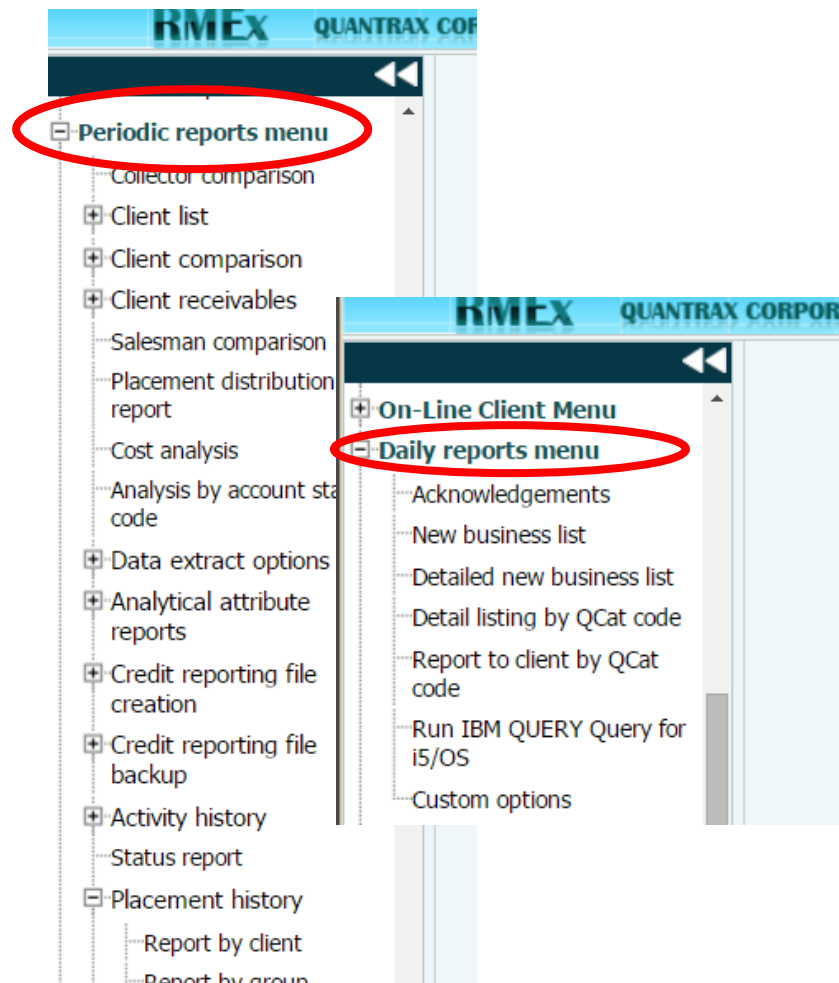 RMEx QUANTRAX COR
Periodic reports menu
Collector comparison
Client list
Client comparison
Client receivables
Salesman comparison
Placement distribution
report
Cost analysis
Analysis by account sta
code
Data extract options
Analytical attribute
reports
Credit reporting file
creation
Credit reporting file
backup
Activity history
Status report
Placement history
Report by client
Report by group
RMEx QUANTRAX CORPOR
On-Line Client Menu
Daily reports menu
Acknowledgements
New business list
Detailed new business list
Detail listing by QCat code
Report to client by QCat
code
Run IBM QUERY Query for
i5/OS
Custom options